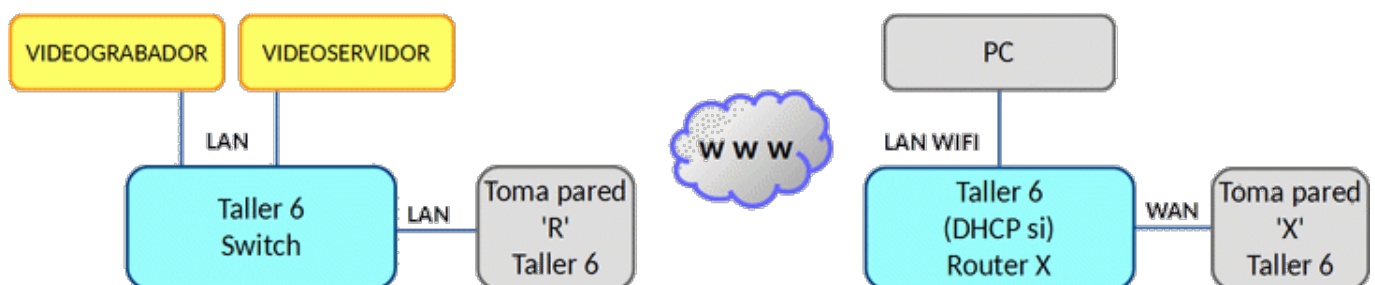 VIDEOGRABADOR
VIDEOSERVIDOR
LAN
Taller 6
Switch
LAN
Toma pared
'R'
Taller 6
W W W
PC
LAN WIFI
Taller 6
(DHCP si)
Router X
WAN
Toma pared
'X'
Taller 6